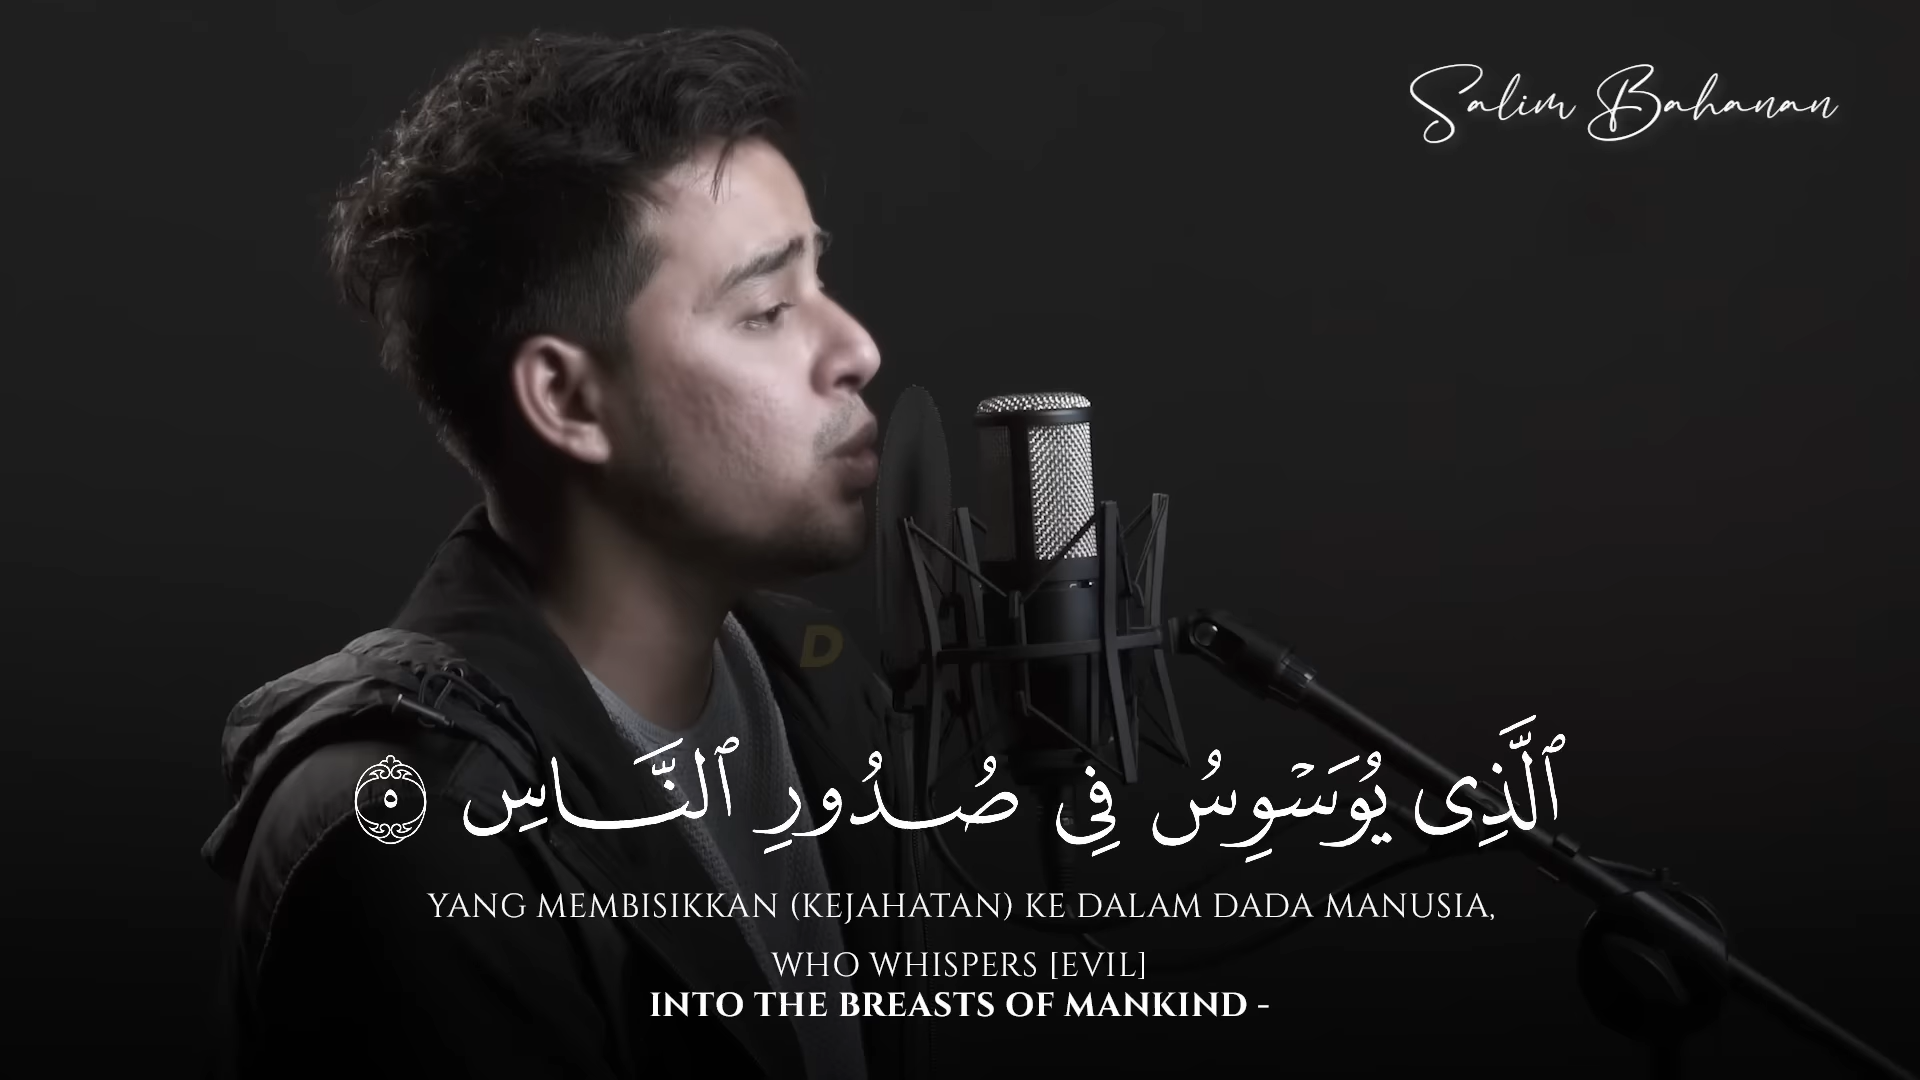 Salim Bahanan
D
ٱلَّذِى يُوَسْوِسُ فِى صُدُورِ ٱلنَّاسِ ٥
YANG MEMBISIKKAN (KEJAHATAN) KE DALAM DADA MANUSIA,
WHO WHISPERS [EVIL]
INTO THE BREASTS OF MANKIND -